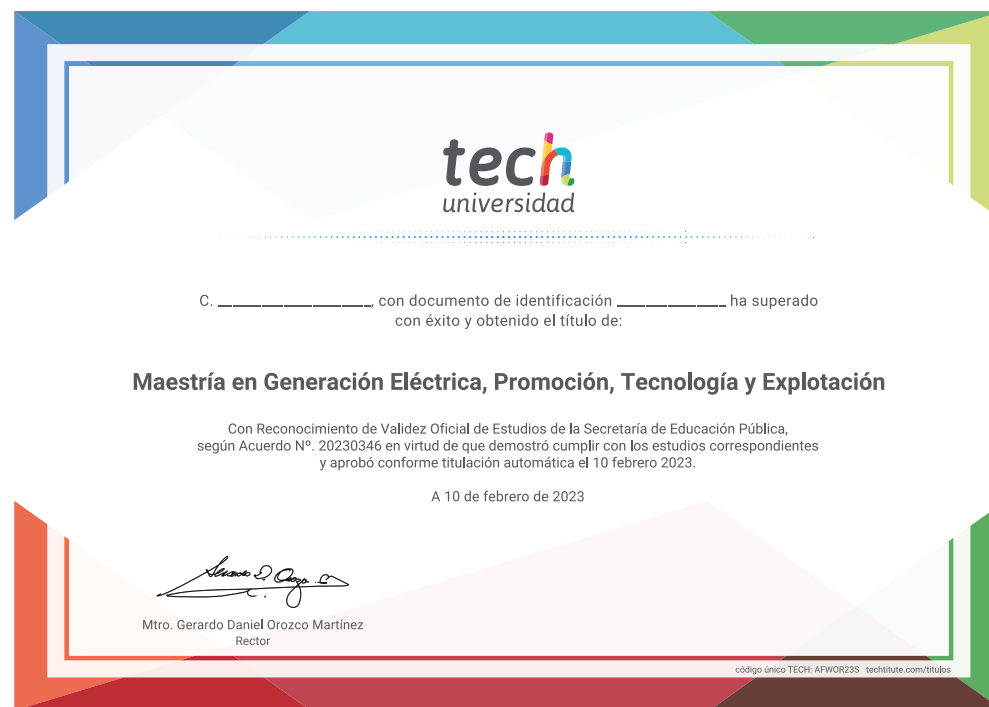 tech
universidad
C. ________________, con documento de identificación ____________ ha superado
con éxito y obtenido el título de:
Maestría en Generación Eléctrica, Promoción, Tecnología y Explotación
Con Reconocimiento de Validez Oficial de Estudios de la Secretaría de Educación Pública,
según Acuerdo Nº. 20230346 en virtud de que demostró cumplir con los estudios correspondientes
y aprobó conforme titulación automática el 10 febrero 2023.
A 10 de febrero de 2023
Mtro. Gerardo Daniel Orozco Martínez
Rector
código único TECH: AFWOR23S techtitute.com/titulos